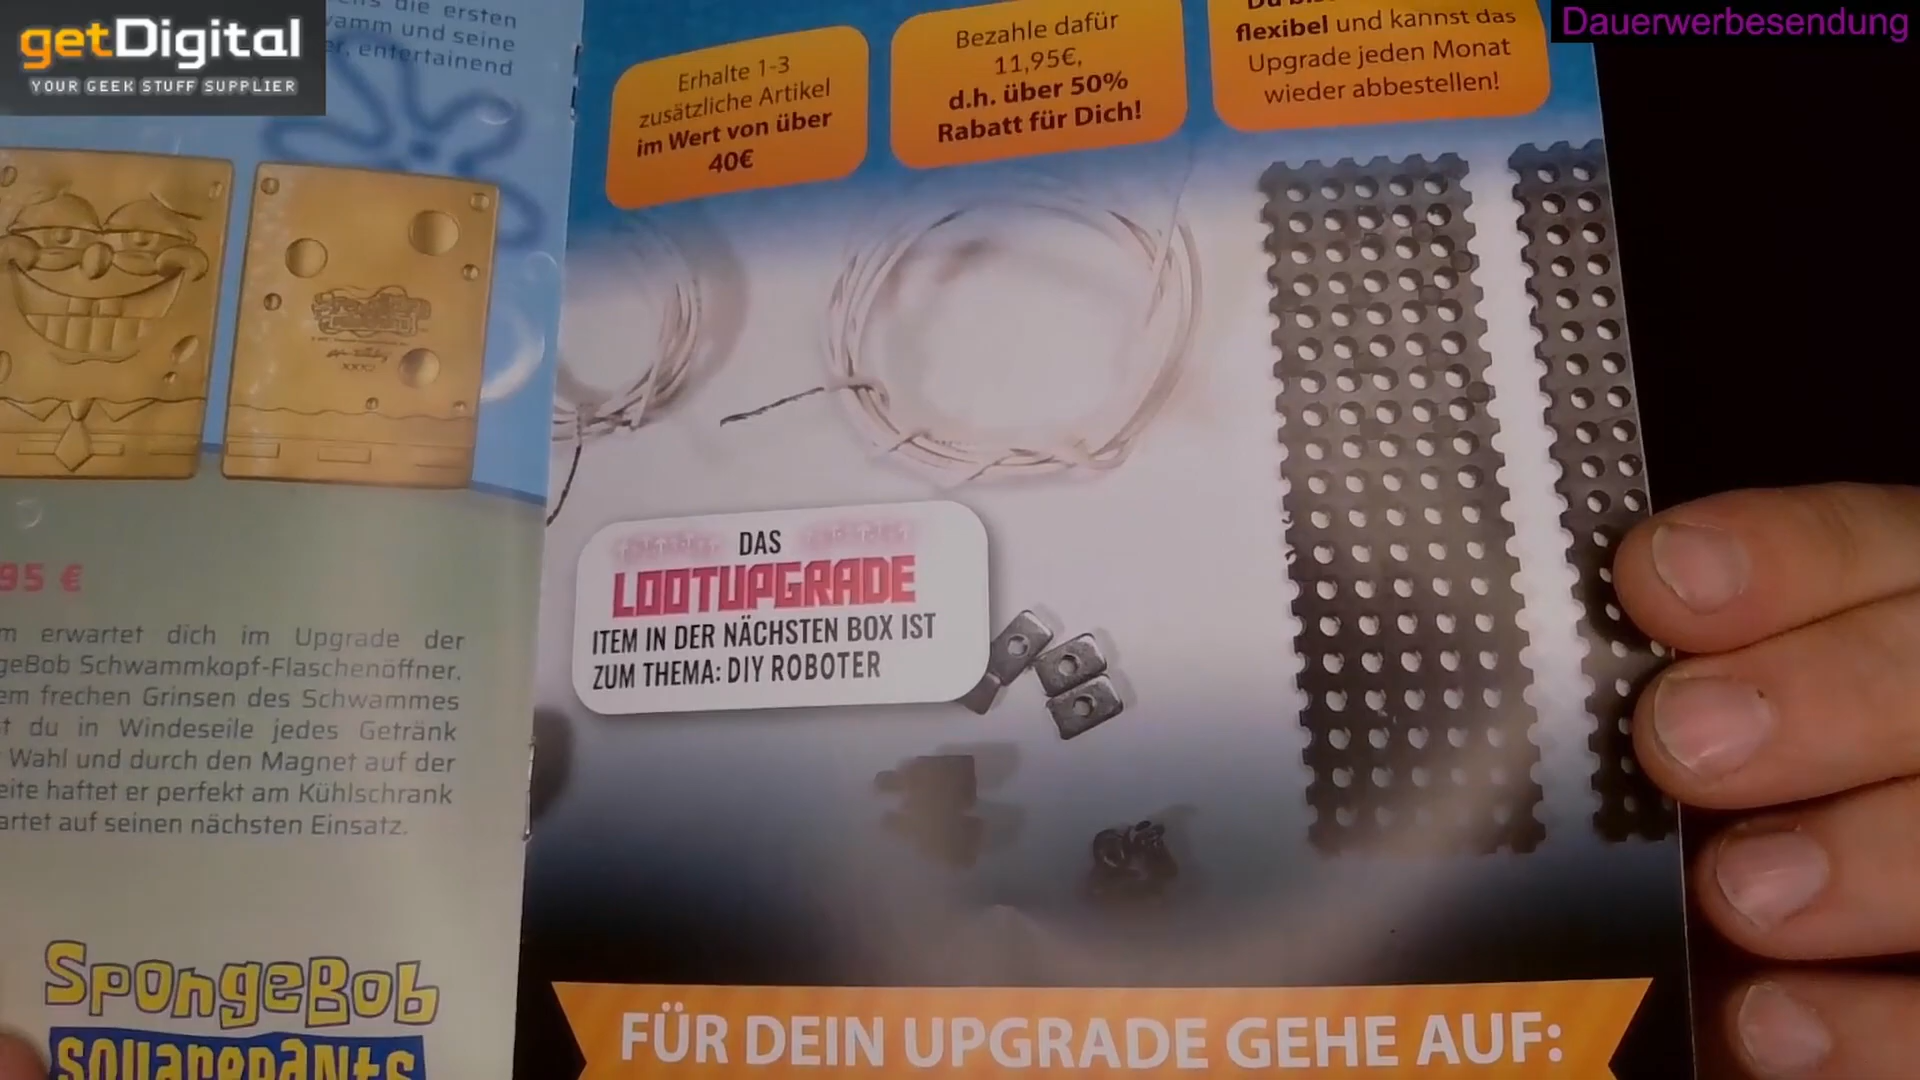 getDigital
YOUR GEEK STUFF SUPPLIER
Dauerwerbesendung
die ersten
wamm und seine
entertainend
95 €
erwartet dich im Upgrade der
geBob Schwammkopf-Flaschenöffner.
em frechen Grinsen des Schwammes
du in Windeseile jedes Getränk
Wahl und durch den Magnet auf der
eite haftet er perfekt am Kühlschrank
artet auf seinen nächsten Einsatz.
SpongeBob
SQUAREPANTS
Erhalte 1-3
zusätzliche Artikel
im Wert von über
40€
Bezahle dafür
11,95€,
d.h. über 50%
Rabatt für Dich!
flexibel und kannst das
Upgrade jeden Monat
wieder abbestellen!
DAS
LOOTUPGRADE
ITEM IN DER NÄCHSTEN BOX IST
ZUM THEMA: DIY ROBOTER
FÜR DEIN UPGRADE GEHE AUF: